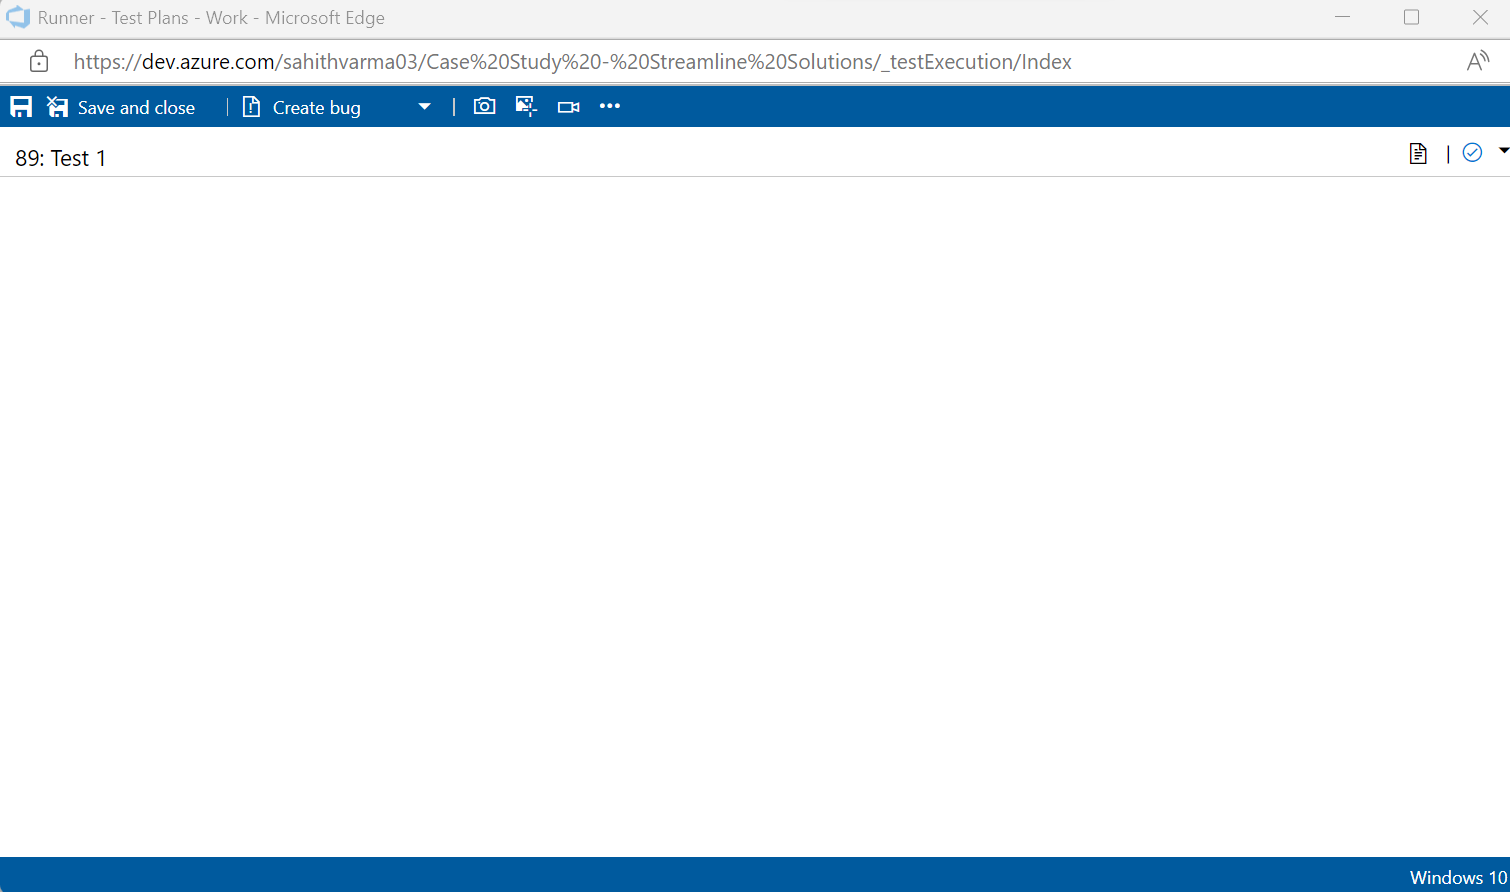 Runner - Test Plans - Work - Microsoft Edge
https://dev.azure.com/sahithvarma03/Case%20Study%20-%20Streamline%20Solutions/_testExecution/Index
Save and close | Create bug |
89: Test 1
Windows 10